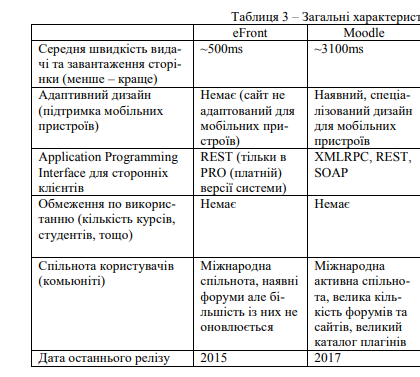 Таблиця 3 – Загальні характерист
eFront Moodle
Середня швидкість вида-
чі та завантаження сторі-
нки (менше – краще)
~500ms
~3100ms
Адаптивний дизайн
(підтримка мобільних
пристроїв)
Немає (сайт не
адаптований для
мобільних при-
строїв)
Наявний, спеціа-
лізований дизайн
для мобільних
пристроїв
Application Programming
Interface для сторонніх
клієнтів
REST (тільки в
PRO (платній)
версії системи)
XMLRPC, REST,
SOAP
Обмеження по викорис-
танню (кількість курсів,
студентів, тощо)
Немає
Немає
Спільнота користувачів
(комьюніті)
Міжнародна
спільнота, наявні
форуми але бі-
льшість із них не
оновлюється
Міжнародна
активна спільно-
та, велика кіль-
кість форумів та
сайтів, великий
каталог плагінів
Дата останнього релізу
2015
2017